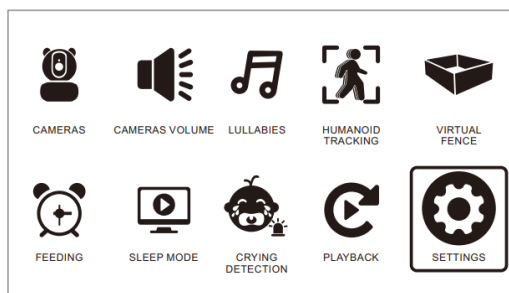 CAMERAS
CAMERAS VOLUME
LULLABIES
HUMANOID
TRACKING
VIRTUAL
FENCE
FEEDING
SLEEP MODE
CRYING
DETECTION
PLAYBACK
SETTINGS